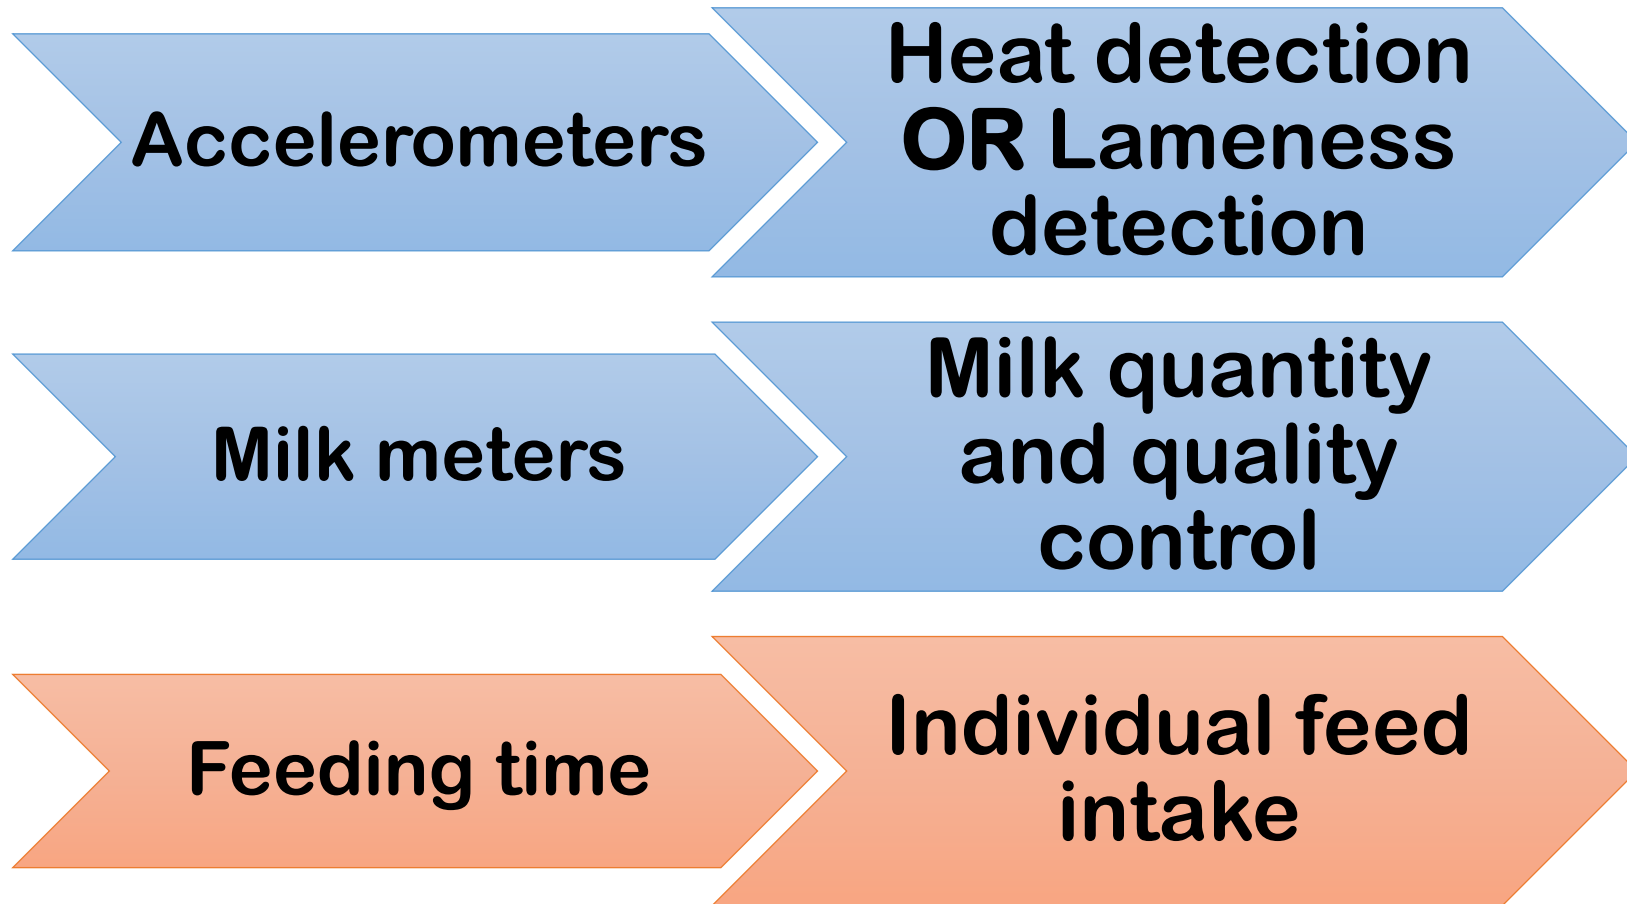 Accelerometers
Heat detection
OR Lameness
detection
Milk meters
Milk quantity
and quality
control
Feeding time
Individual feed
intake